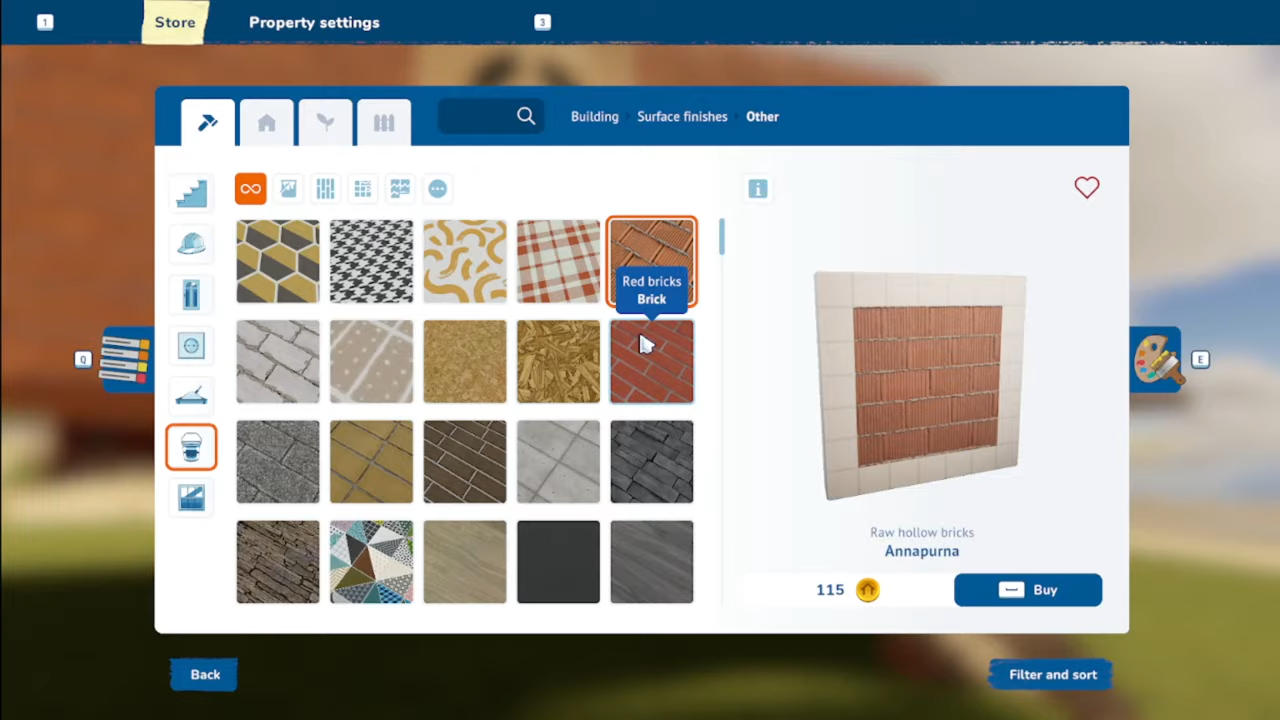 1
Store
Property settings
3
Building
Surface finishes
Other
i
Red bricks
Brick
Q
E
Raw hollow bricks
Annapurna
115
Buy
Back
Filter and sort